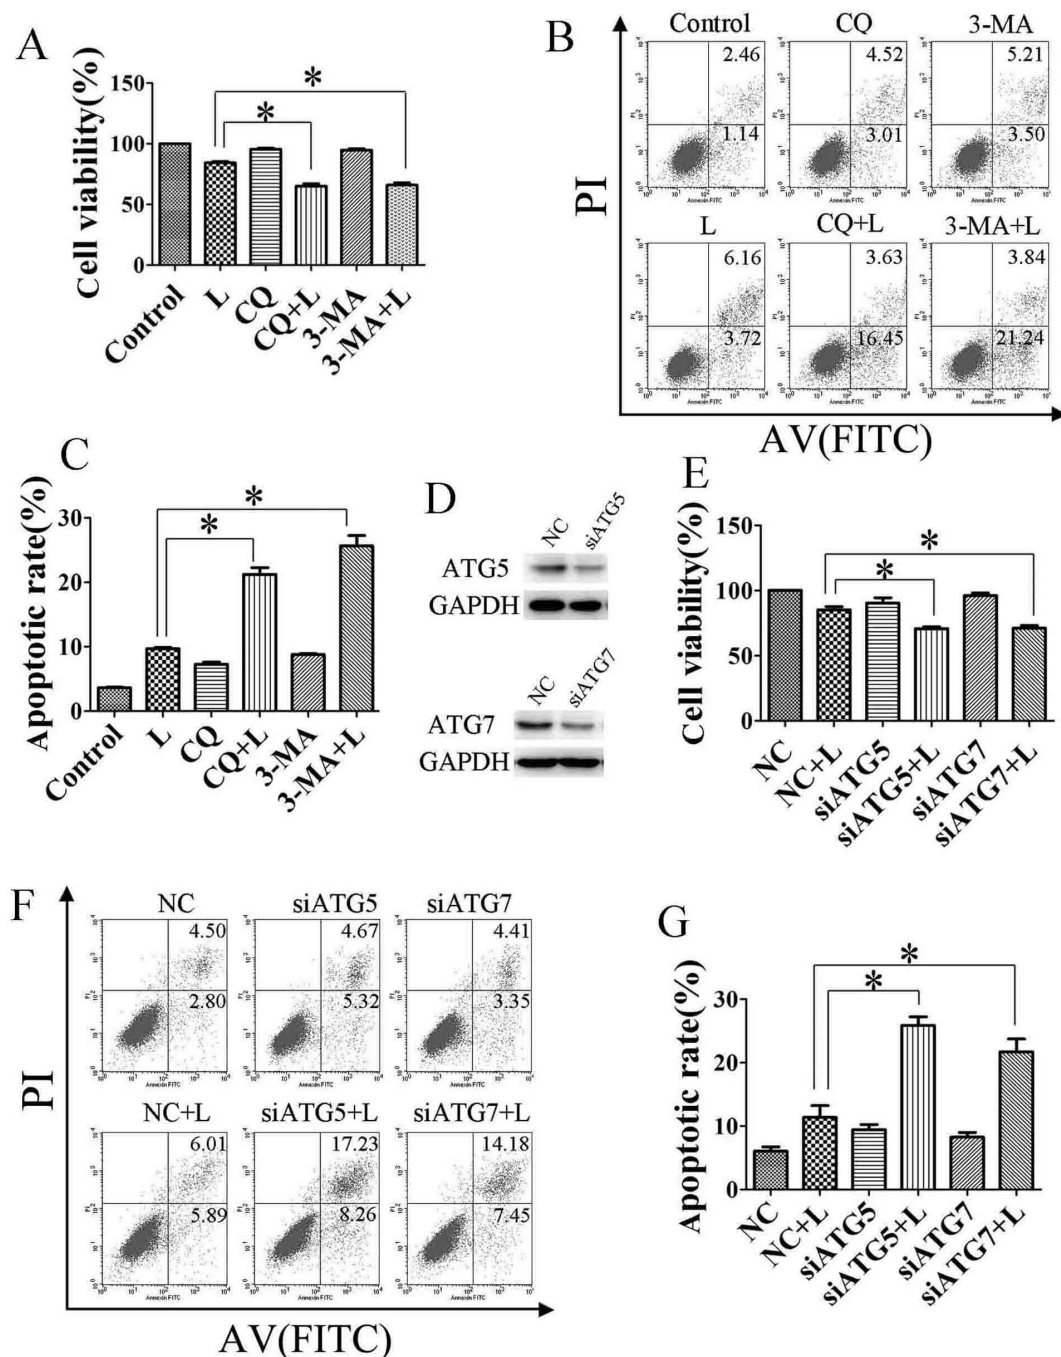 A
Cell viability(%)
150
100
50
0
Control
L
CQ
CQ+L
3-MA
3-MA+L
*
*
B
Control
CQ
3-MA
2.46
4.52
5.21
1.14
3.01
3.50
L
CQ+L
3-MA+L
6.16
3.63
3.84
3.72
16.45
21.24
PI
Annexin FITC
AV(FITC)
C
Apoptotic rate(%)
30
20
10
0
Control
L
CQ
CQ+L
3-MA
3-MA+L
*
*
D
NC
siATG5
ATG5
GAPDH
NC
siATG7
ATG7
GAPDH
E
Cell viability(%)
150
100
50
0
NC
NC+L
siATG5
siATG5+L
siATG7
siATG7+L
*
*
F
NC
siATG5
siATG7
4.50
4.67
4.41
2.80
5.32
3.35
NC+L
siATG5+L
siATG7+L
6.01
17.23
14.18
5.89
8.26
7.45
PI
Annexin FITC
AV(FITC)
G
Apoptotic rate(%)
30
20
10
0
NC
NC+L
siATG5
siATG5+L
siATG7
siATG7+L
*
*